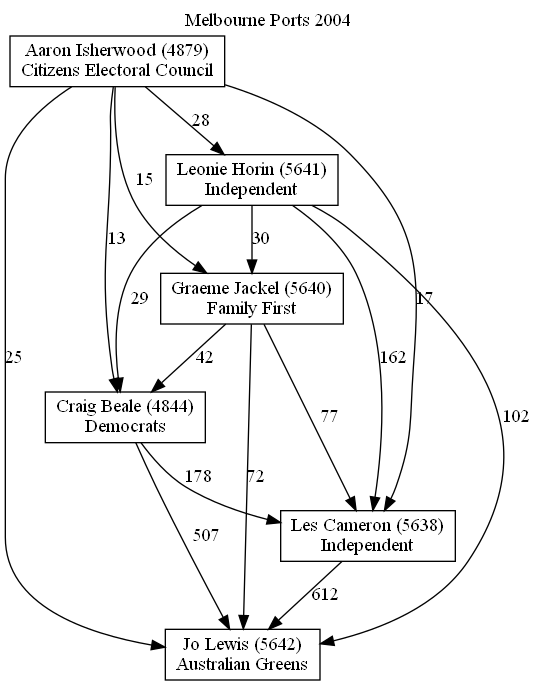 Melbourne Ports 2004
Aaron Isherwood (4879)
Citizens Electoral Council
28
Leonie Horin (5641)
Independent
15
13
30
17
Graeme Jackel (5640)
Family First
29
25
42
162
Craig Beale (4844)
Democrats
77
102
178
72
Les Cameron (5638)
Independent
507
612
Jo Lewis (5642)
Australian Greens